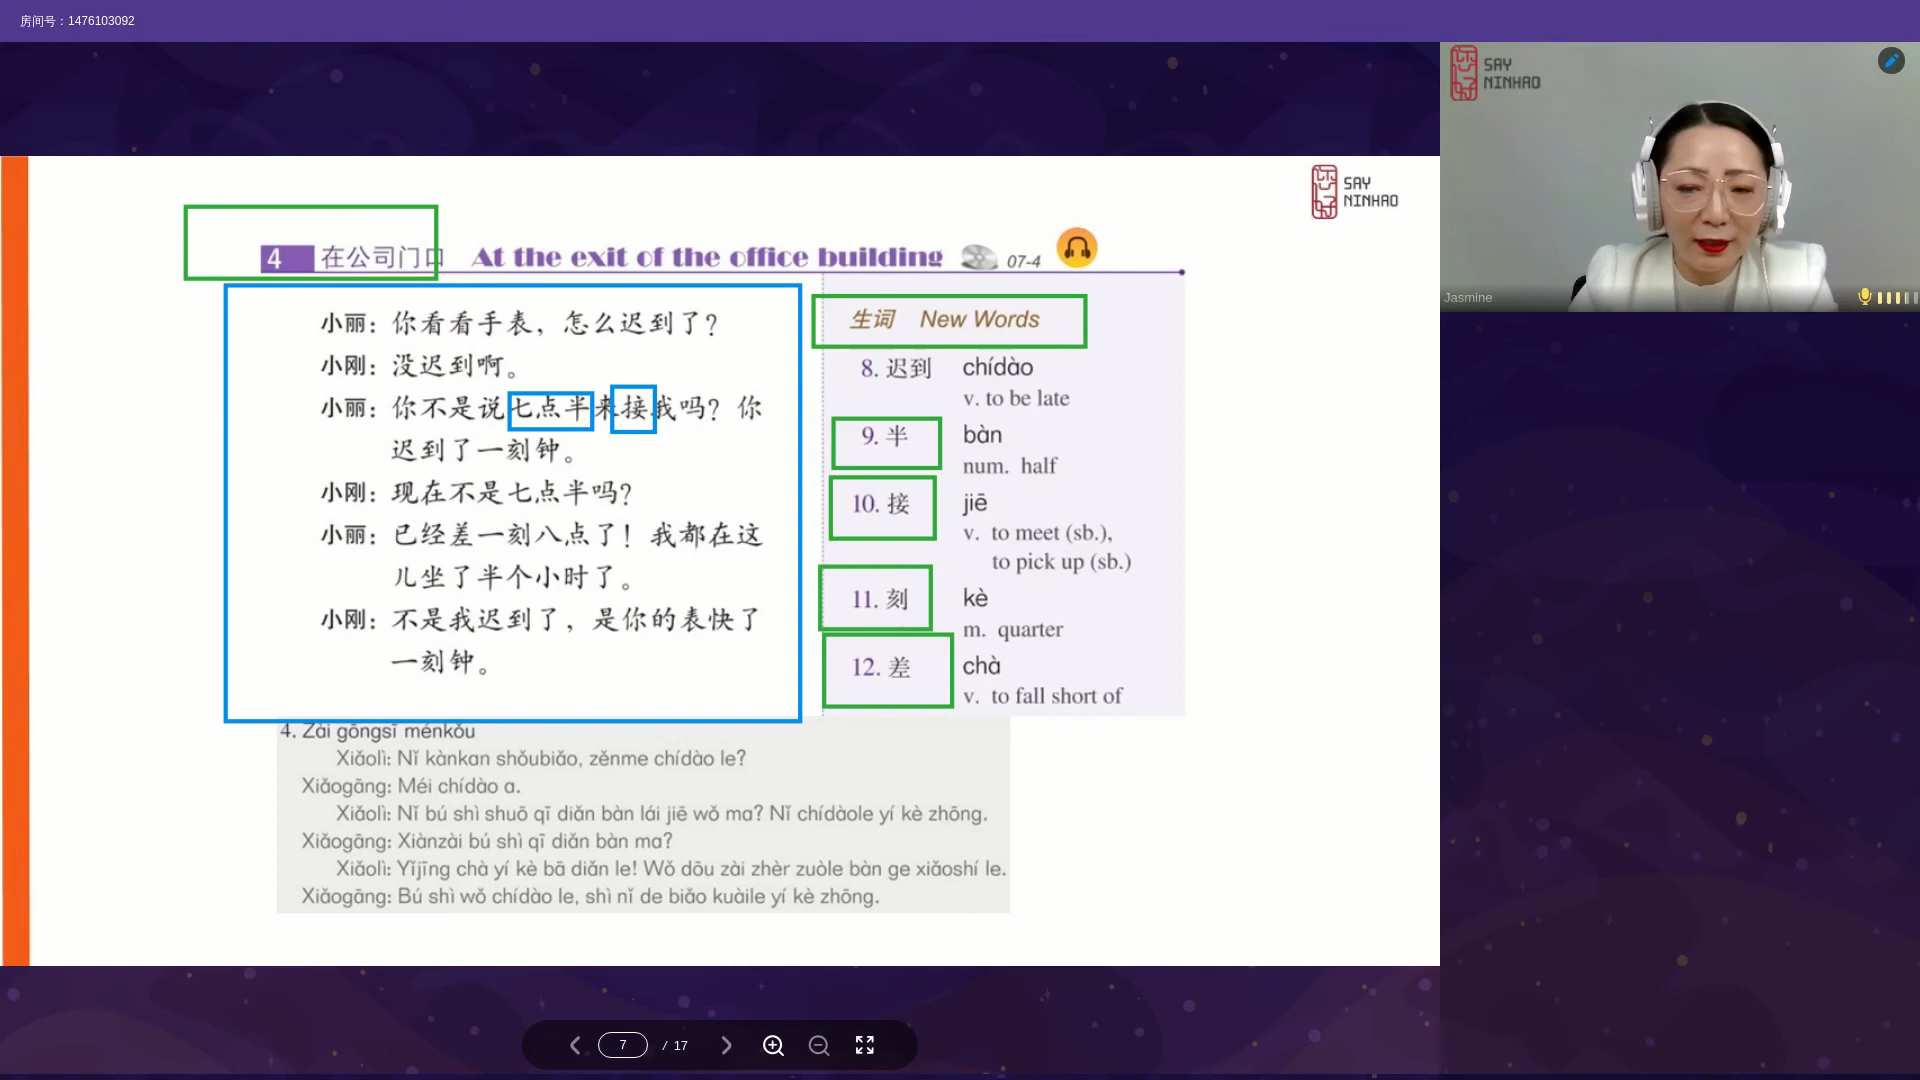 房间号：1476103092
SAY
NINHAO
Jasmine
SAY
NINHAO
4 在公司门口 At the exit of the office building 07-4
小丽：你看看手表，怎么迟到了？
小刚：没迟到啊。
小丽：你不是说七点半来接我吗？你
迟到了一刻钟。
小刚：现在不是七点半吗？
小丽：已经差一刻八点了！我都在这
儿坐了半个小时了。
小刚：不是我迟到了，是你的表快了
一刻钟。
生词 New Words
8. 迟到 chídào
v. to be late
9. 半 bàn
num. half
10. 接 jiē
v. to meet (sb.),
to pick up (sb.)
11. 刻 kè
m. quarter
12. 差 chà
v. to fall short of
4. Zài gōngsī ménkǒu
Xiǎolì: Nǐ kànkan shǒubiǎo, zěnme chídào le?
Xiǎogāng: Méi chídào a.
Xiǎolì: Nǐ bú shì shuō qī diǎn bàn lái jiē wǒ ma? Nǐ chídàole yí kè zhōng.
Xiǎogāng: Xiànzài bú shì qī diǎn bàn ma?
Xiǎolì: Yǐjīng chà yí kè bā diǎn le! Wǒ dōu zài zhèr zuòle bàn ge xiǎoshí le.
Xiǎogāng: Bú shì wǒ chídào le, shì nǐ de biǎo kuàile yí kè zhōng.
7 / 17